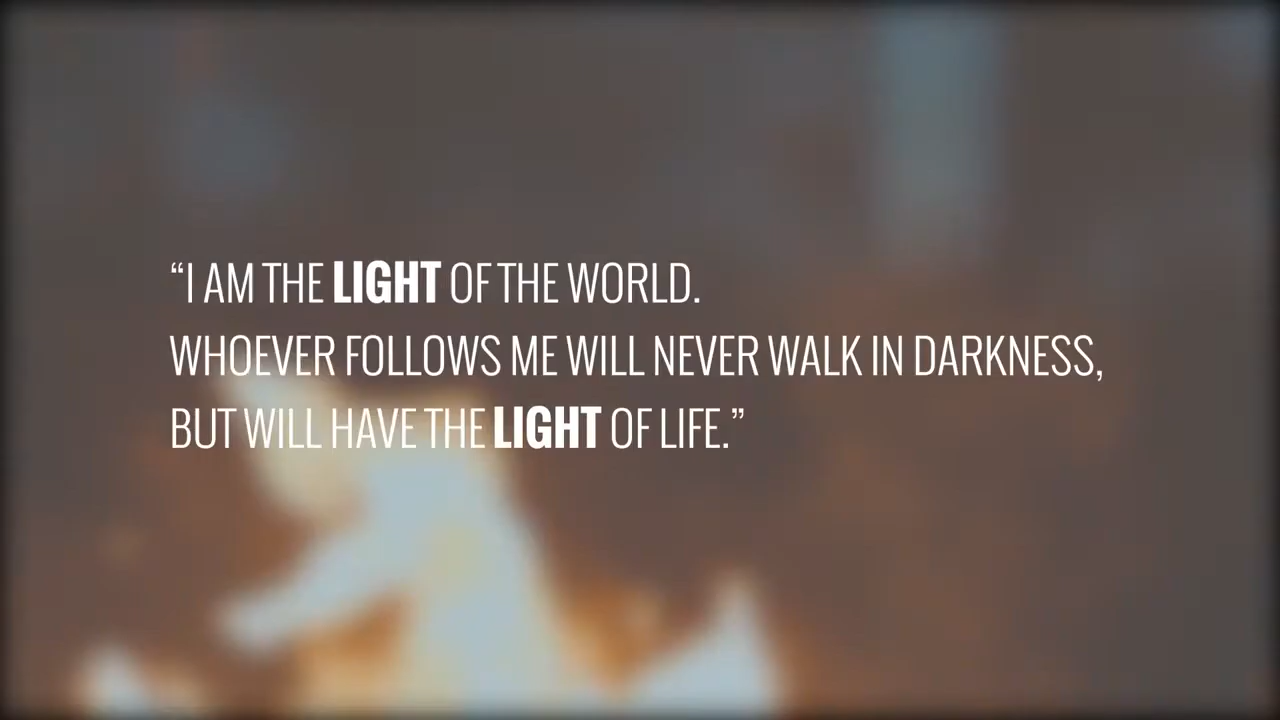 “I AM THE LIGHT OF THE WORLD.
WHOEVER FOLLOWS ME WILL NEVER WALK IN DARKNESS,
BUT WILL HAVE THE LIGHT OF LIFE.”